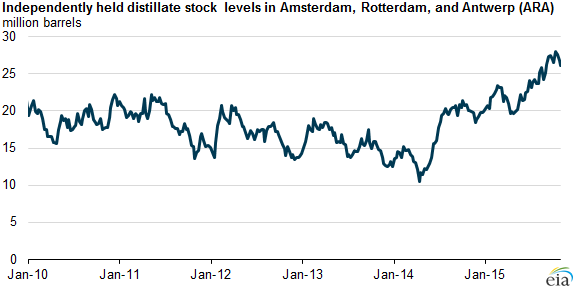 Independently held distillate stock levels in Amsterdam, Rotterdam, and Antwerp (ARA)
million barrels
30
25
20
15
10
5
0
Jan-10 Jan-11 Jan-12 Jan-13 Jan-14 Jan-15
eia